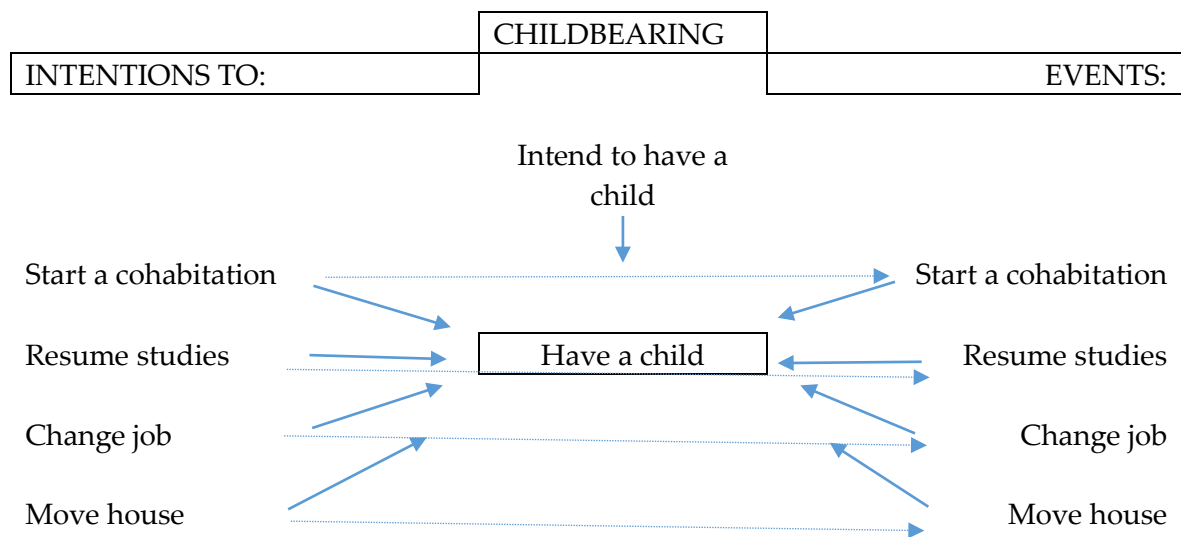 CHILDBEARING
INTENTIONS TO: EVENTS:
Intend to have a
child
Start a cohabitation Start a cohabitation
Resume studies Have a child Resume studies
Change job Change job
Move house Move house